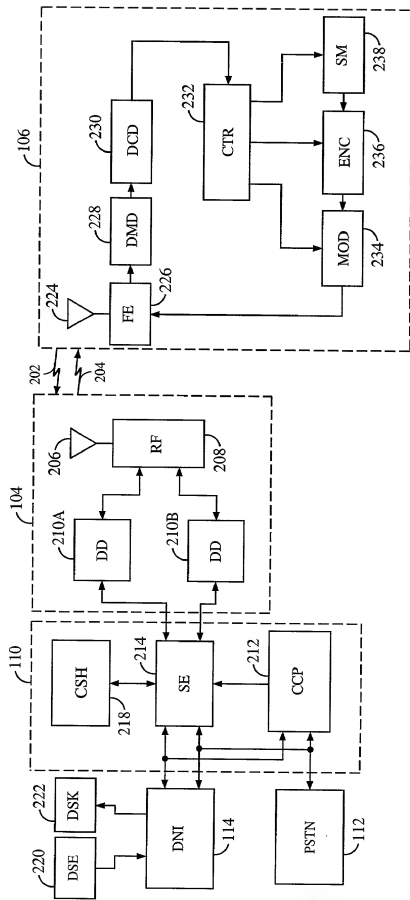 220
DSE
222
DSK
DNI
114
PSTN
112
110
CSH
218
214
SE
212
CCP
104
210A
DD
210B
DD
206
RF
208
202
204
106
224
FE
226
228
DMD
230
DCD
232
CTR
MOD
234
ENC
236
SM
238